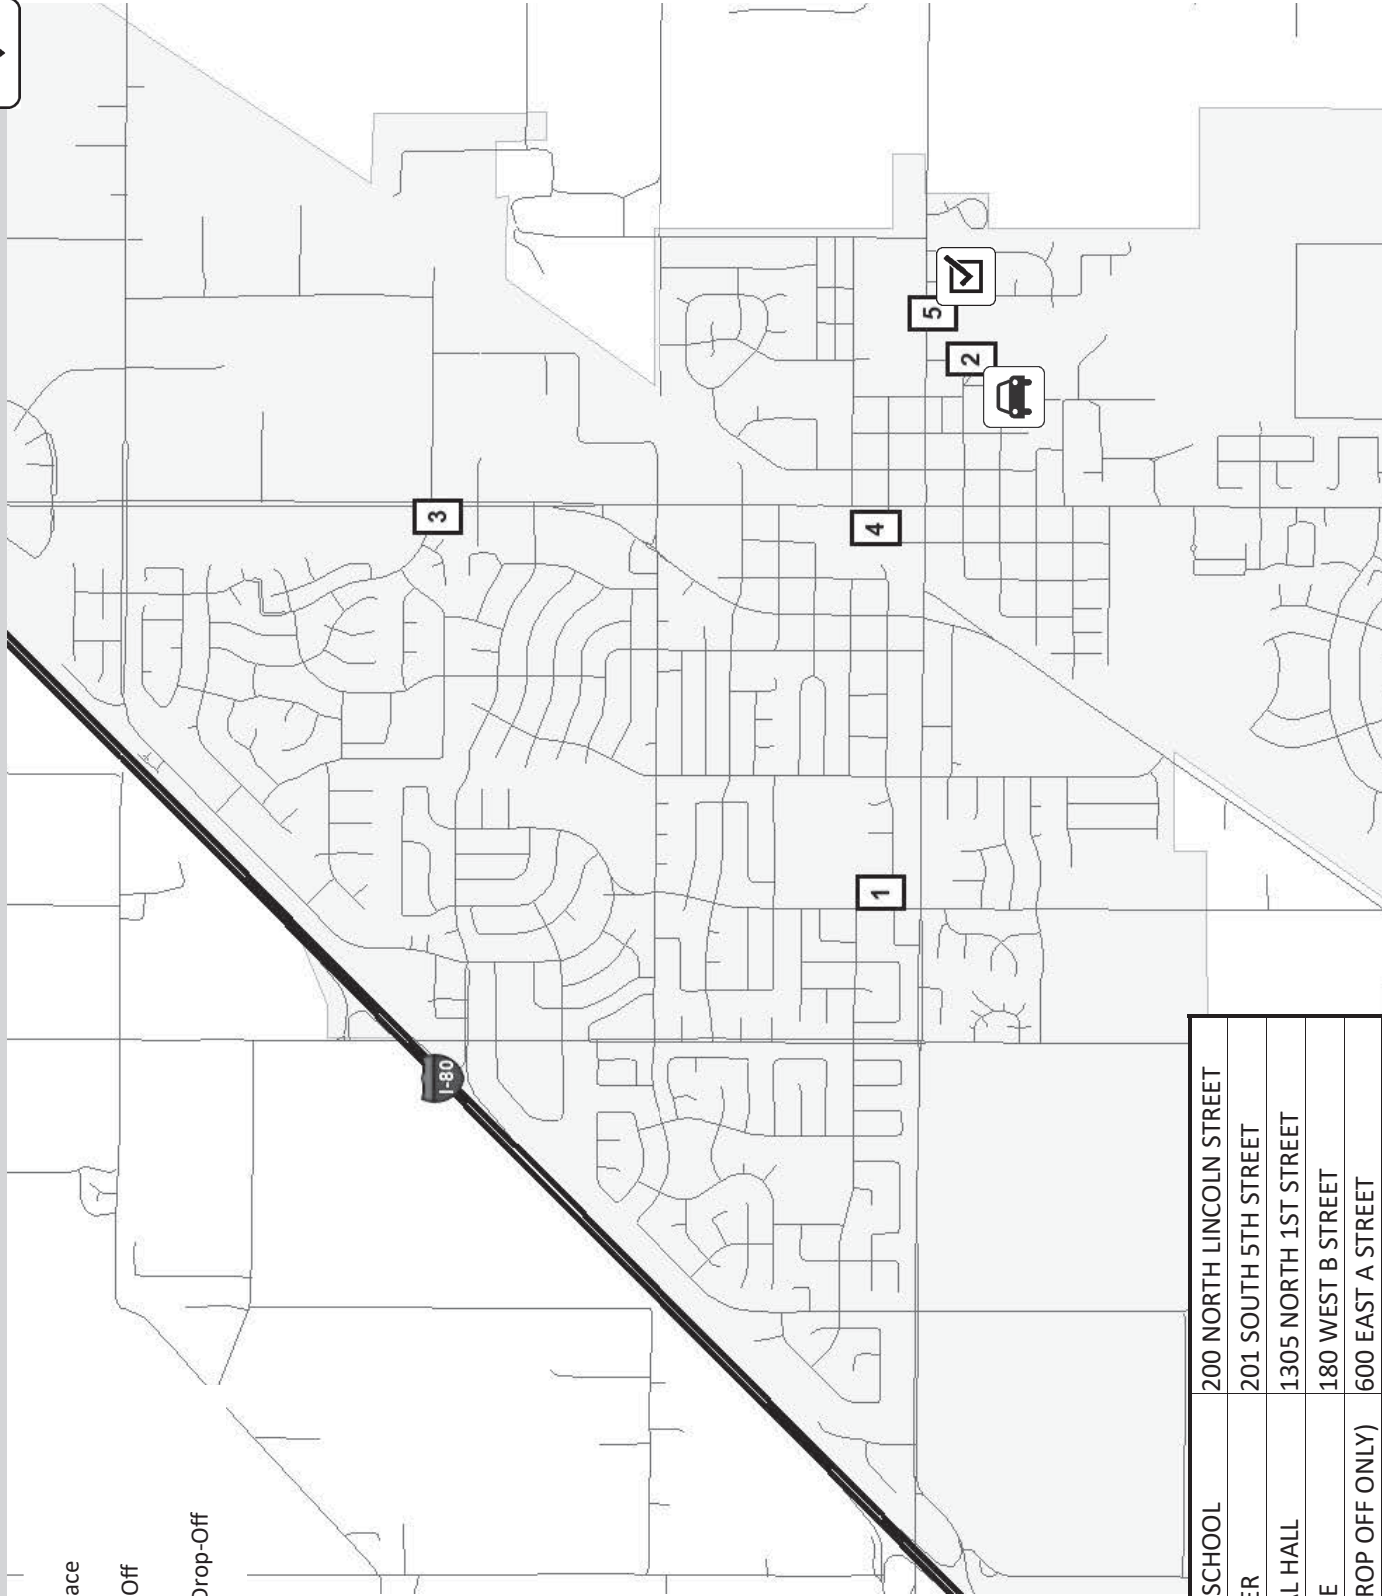 ace
Off
Drop-Off
3
5
2
4
1
I-80
SCHOOL 200 NORTH LINCOLN STREET
ER 201 SOUTH 5TH STREET
L HALL 1305 NORTH 1ST STREET
E 180 WEST B STREET
ROP OFF ONLY) 600 EAST A STREET